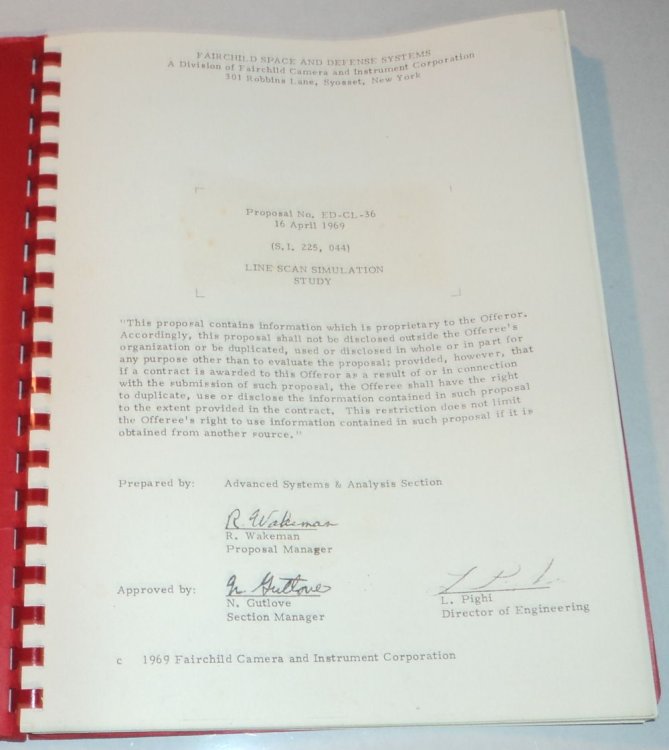 FAIRCHILD SPACE AND DEFENSE SYSTEMS
A Division of Fairchild Camera and Instrument Corporation
301 Robbins Lane, Syosset, New York
Proposal No. ED-CL-36
16 April 1969
(S.I. 225, 044)
LINE SCAN SIMULATION
STUDY
"This proposal contains information which is proprietary to the Offeror.
Accordingly, this proposal shall not be disclosed outside the Offeree's
organization or be duplicated, used or disclosed in whole or in part for
any purpose other than to evaluate the proposal; provided, however, that
if a contract is awarded to this Offeror as a result of or in connection
with the submission of such proposal, the Offeree shall have the right
to duplicate, use or disclose the information contained in such proposal
to the extent provided in the contract. This restriction does not limit
the Offeree's right to use information contained in such proposal if it is
obtained from another source."
Prepared by: Advanced Systems & Analysis Section
R. Wakeman
R. Wakeman
Proposal Manager
Approved by: N. Gutlove
N. Gutlove L. Pighi
Section Manager Director of Engineering
c 1969 Fairchild Camera and Instrument Corporation